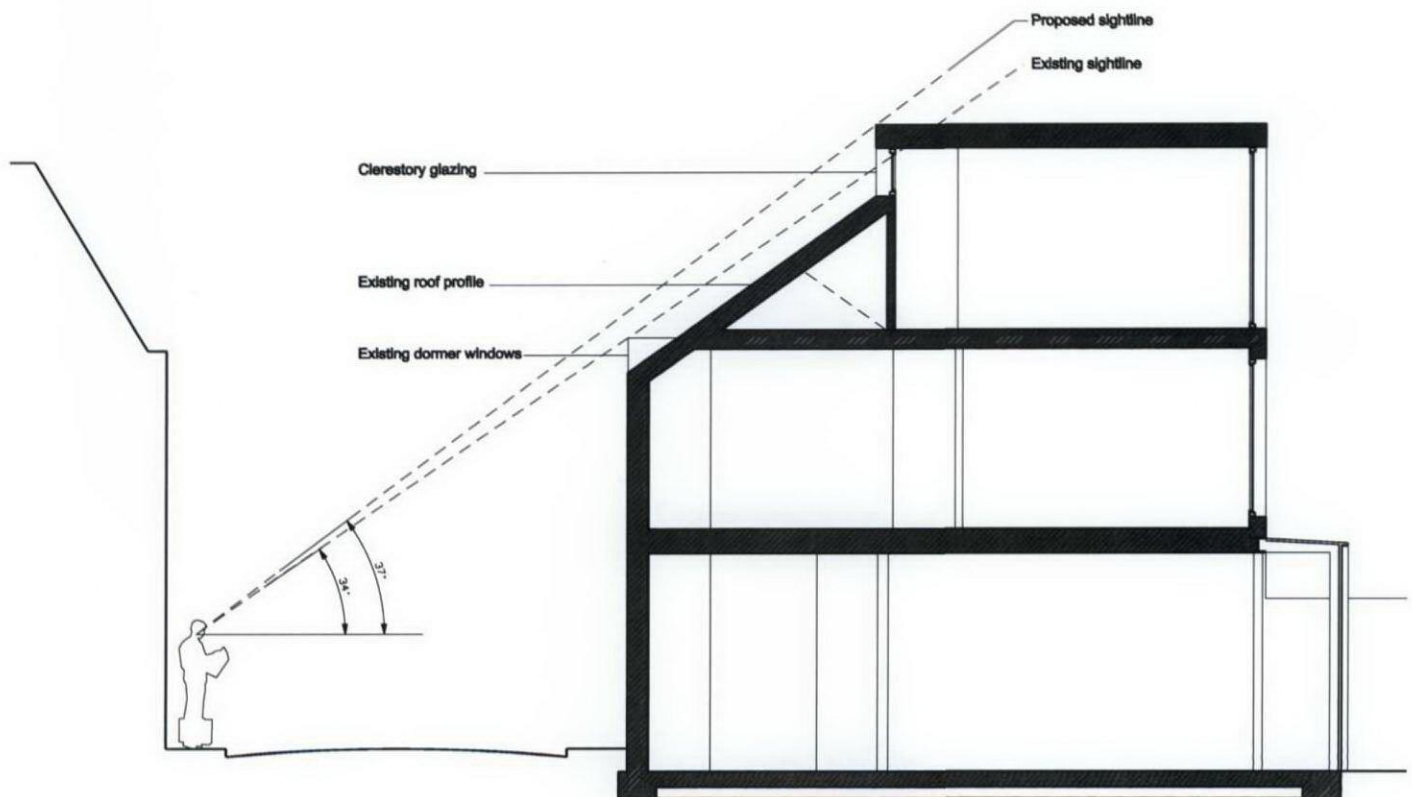 Proposed sightline
Existing sightline
Clerestory glazing
Existing roof profile
Existing dormer windows
34°
37°